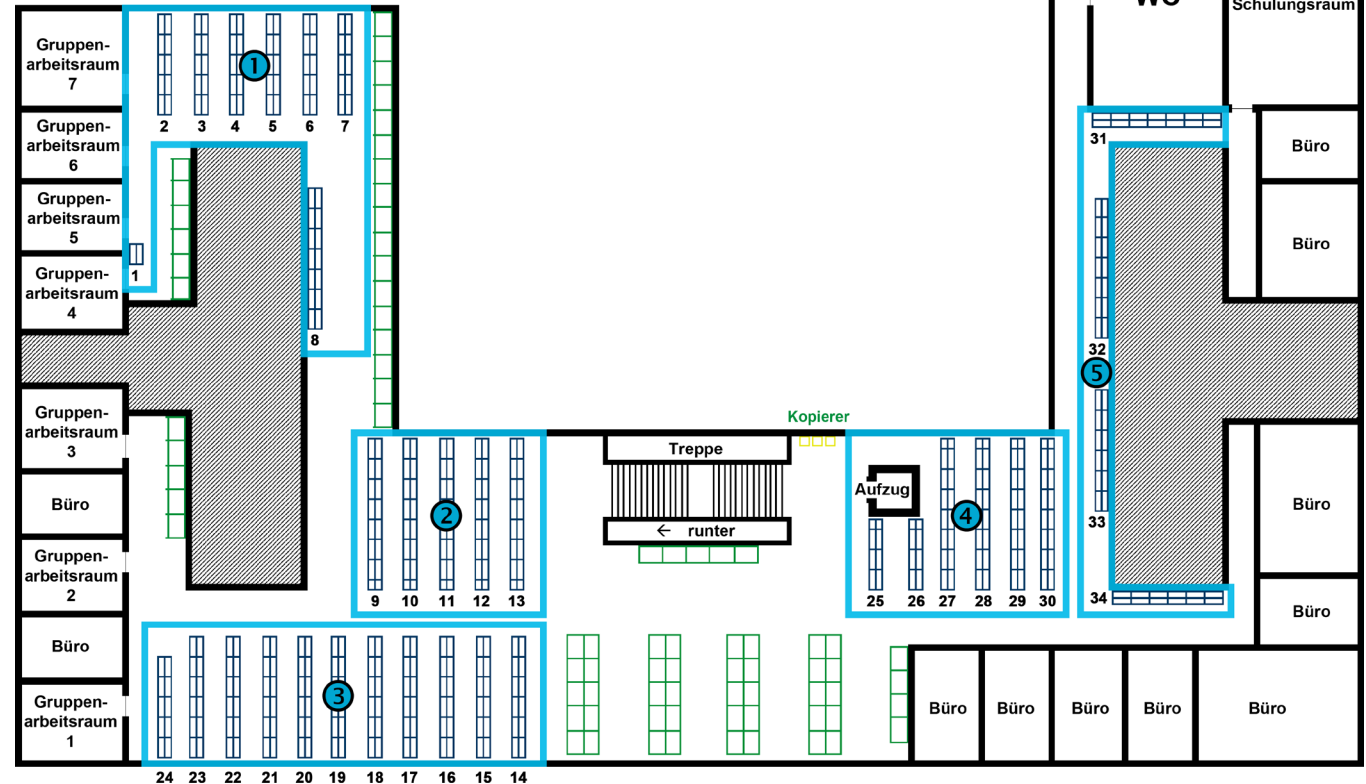 WC
Schulungsraum
Gruppen-
arbeitsraum
7
1
2 3 4 5 6 7
Gruppen-
arbeitsraum
6
31
Büro
Gruppen-
arbeitsraum
5
Büro
1
Gruppen-
arbeitsraum
4
8
32
5
Gruppen-
arbeitsraum
3
Kopierer
Treppe
Aufzug
Büro
2
4
Büro
33
← runter
Gruppen-
arbeitsraum
2
9 10 11 12 13
25 26 27 28 29 30
34
Büro
Büro
Gruppen-
arbeitsraum
1
3
Büro Büro Büro Büro Büro
24 23 22 21 20 19 18 17 16 15 14